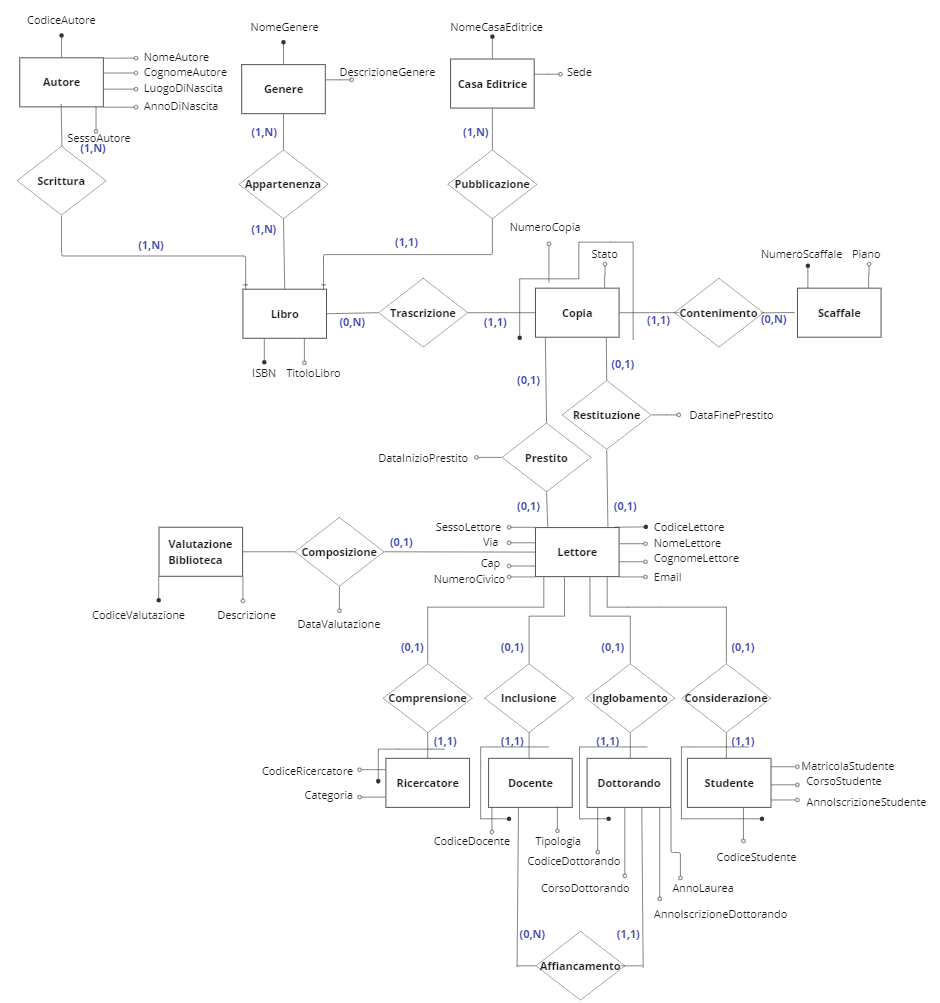 CodiceAutore
NomeGenere
NomeCasaEditrice
NomeAutore
CognomeAutore
LuogoDiNascita
AnnoDiNascita
Autore
Genere
DescrizioneGenere
Casa Editrice
Sede
SessoAutore
(1,N)
(1,N)
(1,N)
Scrittura
Appartenenza
Pubblicazione
(1,N)
(1,N)
(1,1)
NumeroCopia
Stato
NumeroScaffale
Piano
Libro
(0,N)
Trascrizione
(1,1)
Copia
(1,1)
Contenimento
(0,N)
Scaffale
ISBN
TitoloLibro
(0,1)
(0,1)
Restituzione
DataFinePrestito
DataInizioPrestito
Prestito
(0,1)
(0,1)
Valutazione
Biblioteca
Composizione
(0,1)
SessoLettore
Via
Cap
NumeroCivico
Lettore
CodiceLettore
NomeLettore
CognomeLettore
Email
CodiceValutazione
Descrizione
DataValutazione
(0,1)
(0,1)
(0,1)
(0,1)
Comprensione
Inclusione
Inglobamento
Considerazione
(1,1)
(1,1)
(1,1)
(1,1)
CodiceRicercatore
Categoria
Ricercatore
Docente
Dottorando
Studente
MatricolaStudente
CorsoStudente
AnnoIscrizioneStudente
CodiceDocente
Tipologia
CodiceDottorando
CodiceStudente
CorsoDottorando
AnnoLaurea
AnnoIscrizioneDottorando
(0,N)
(1,1)
Affiancamento